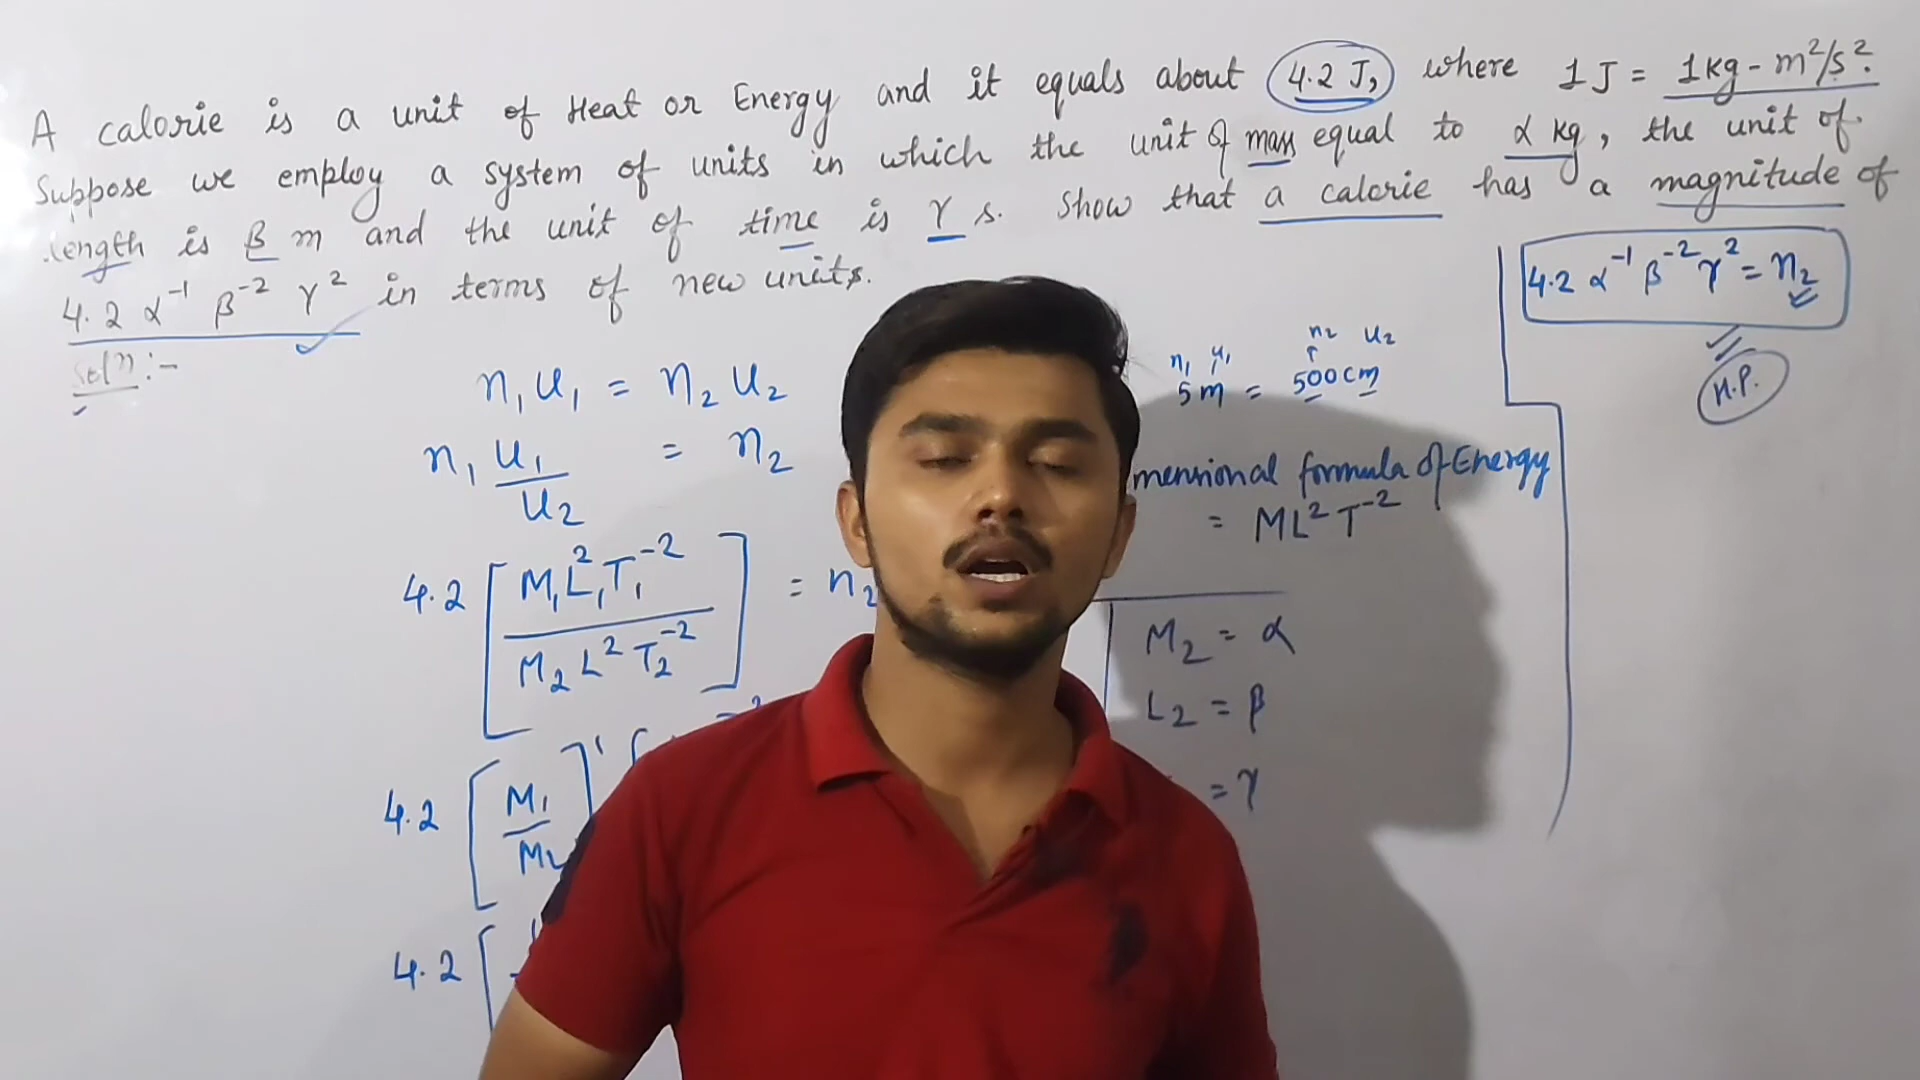 A calorie is a unit of Heat or Energy and it equals about 4.2 J, where 1 J = 1 kg - m²/s².
Suppose we employ a system of units in which the unit of mass equal to α kg, the unit of
length is β m and the unit of time is γ s. Show that a calorie has a magnitude of
4.2 α⁻¹ β⁻² γ² in terms of new units.
Solⁿ :-
n₁ u₁ = n₂ u₂
n₁ u₁/u₂ = n₂
4.2 [M₁L₁²T₁⁻²
M₂ L² T₂⁻²] = n₂
4.2 [M₁
4.2 [
n₁ u₁ n₂ u₂
5 m = 500 cm
formula of Energy
= ML²T⁻²
M₂ = α
L₂ = β
= γ
4.2 α⁻¹ β⁻² γ² = n₂
H.P.